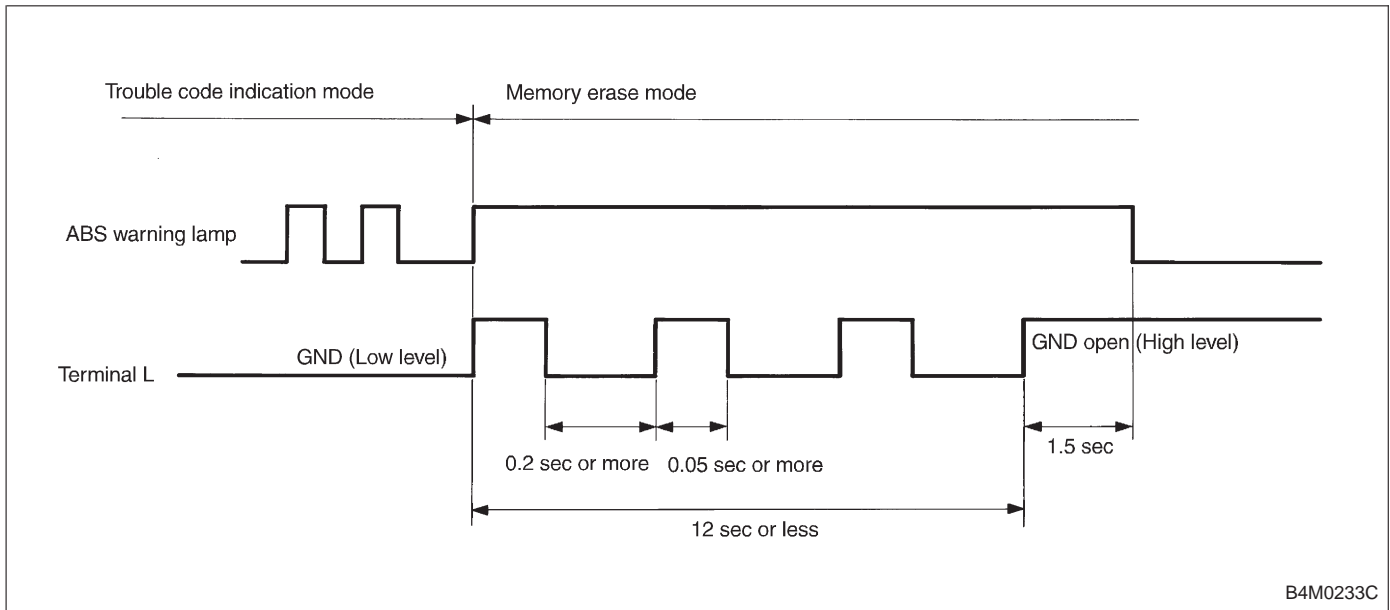 Trouble code indication mode
Memory erase mode
ABS warning lamp
GND (Low level)
GND open (High level)
Terminal L
0.2 sec or more
0.05 sec or more
1.5 sec
12 sec or less
B4M0233C